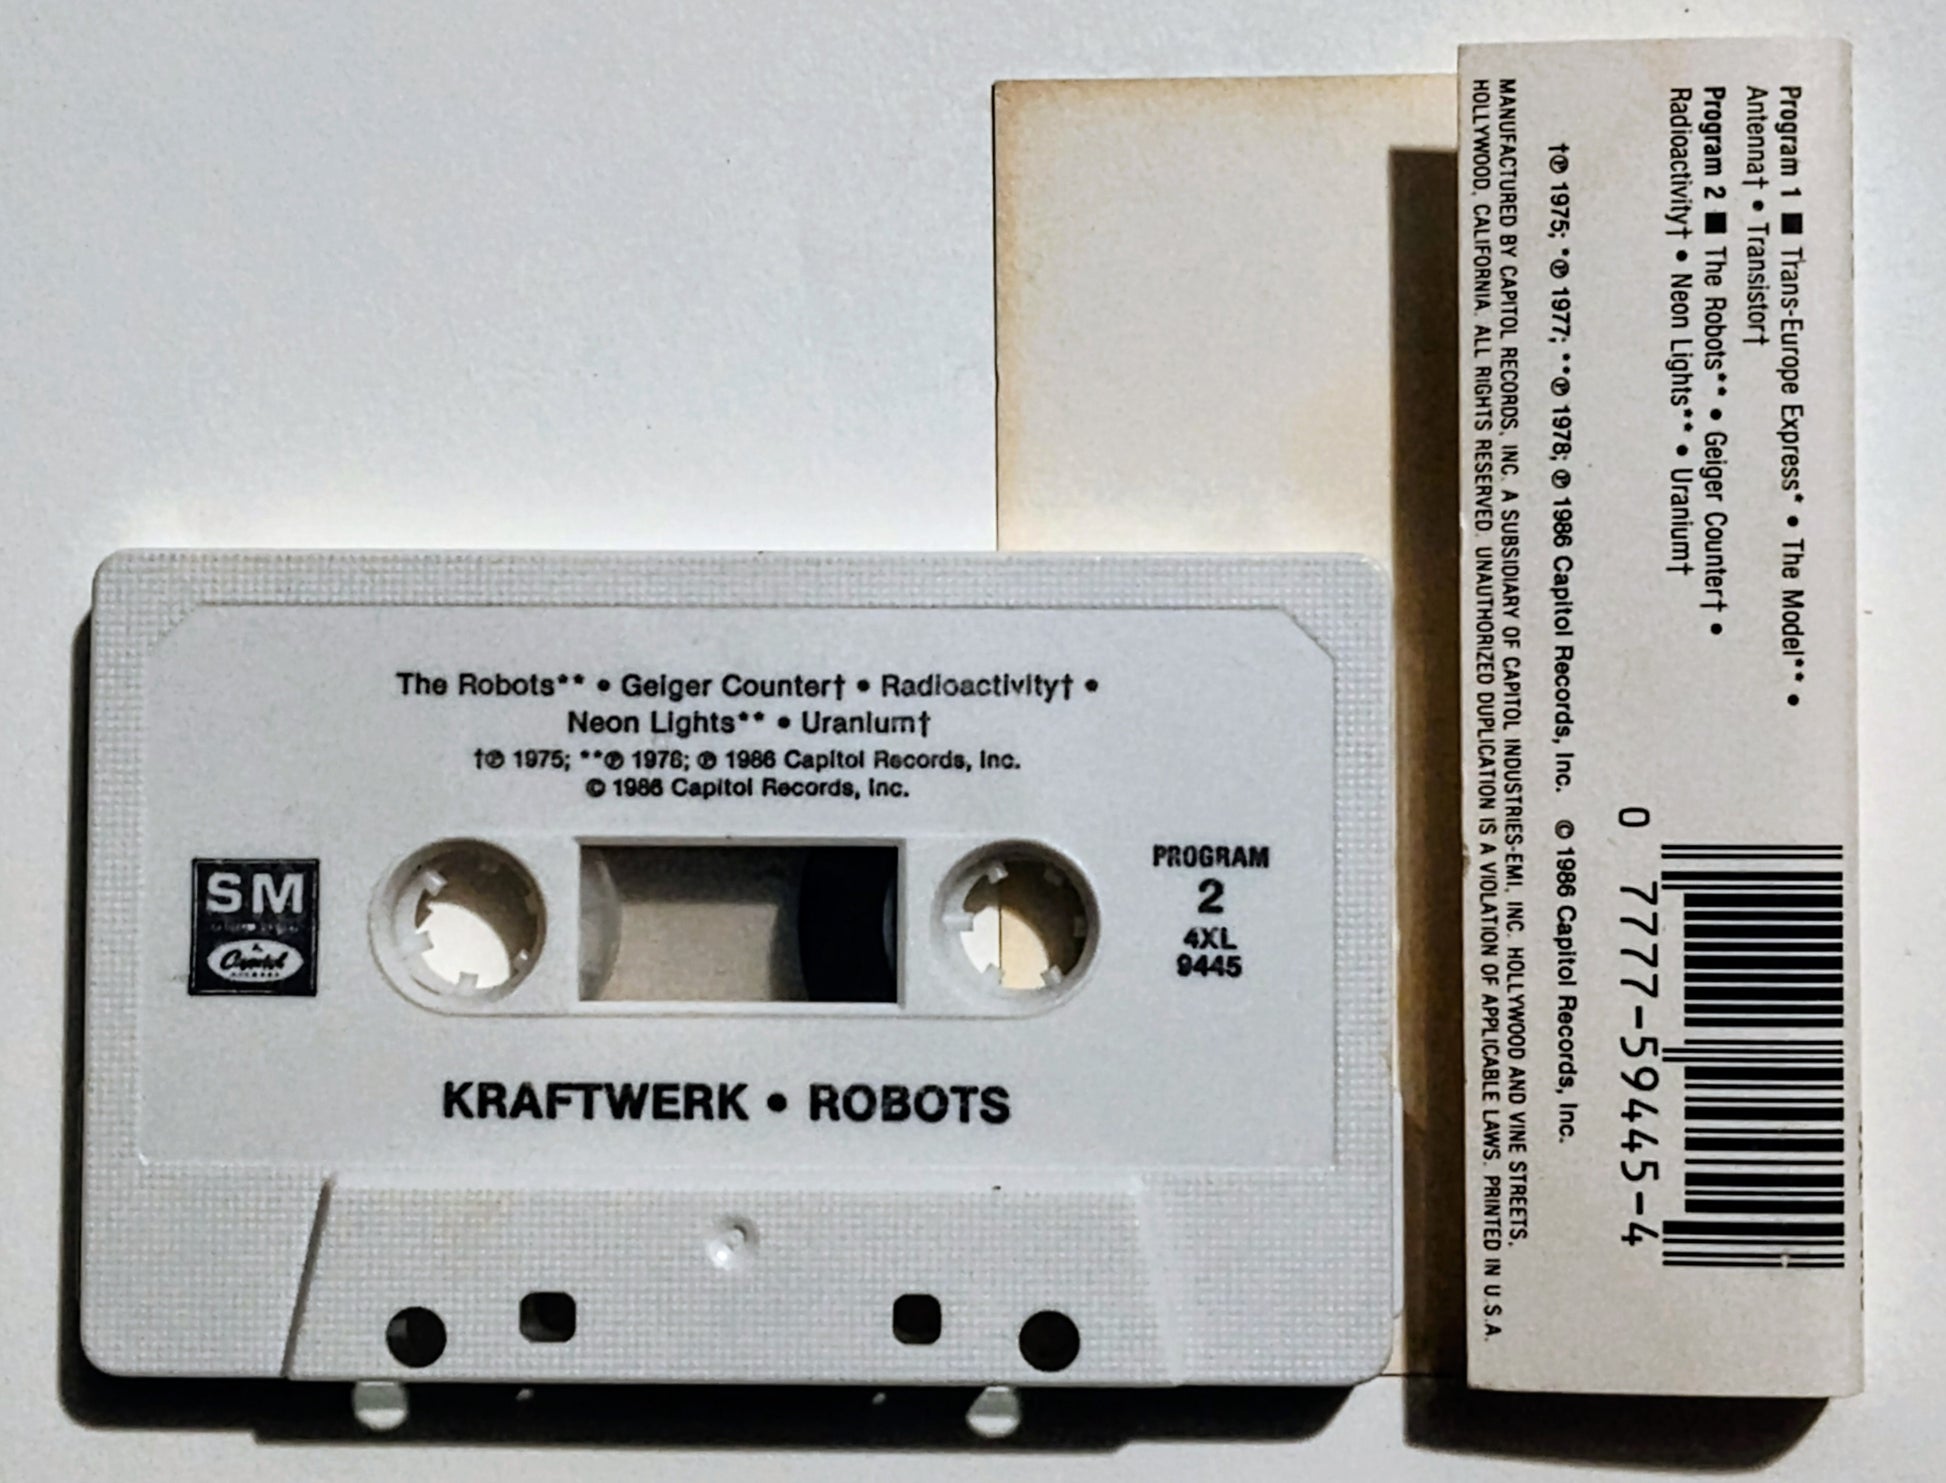 The Robots** • Geiger Counter† • Radioactivity† •
Neon Lights** • Uranium†
†℗ 1975; **℗ 1978; ℗ 1986 Capitol Records, Inc.
© 1986 Capitol Records, Inc.
SM
Capitol
RECORDS
PROGRAM
2
4XL
9445
KRAFTWERK • ROBOTS
Program 1 ■ Trans-Europe Express* • The Model** •
Antenna† • Transistor†
Program 2 ■ The Robots** • Geiger Counter† •
Radioactivity† • Neon Lights** • Uranium†
0 7777-59445-4
†℗ 1975; *℗ 1977; **℗ 1978; ℗ 1986 Capitol Records, Inc. © 1986 Capitol Records, Inc.
MANUFACTURED BY CAPITOL RECORDS, INC. A SUBSIDIARY OF CAPITOL INDUSTRIES-EMI, INC. HOLLYWOOD AND VINE STREETS,
HOLLYWOOD, CALIFORNIA. ALL RIGHTS RESERVED. UNAUTHORIZED DUPLICATION IS A VIOLATION OF APPLICABLE LAWS. PRINTED IN U.S.A.